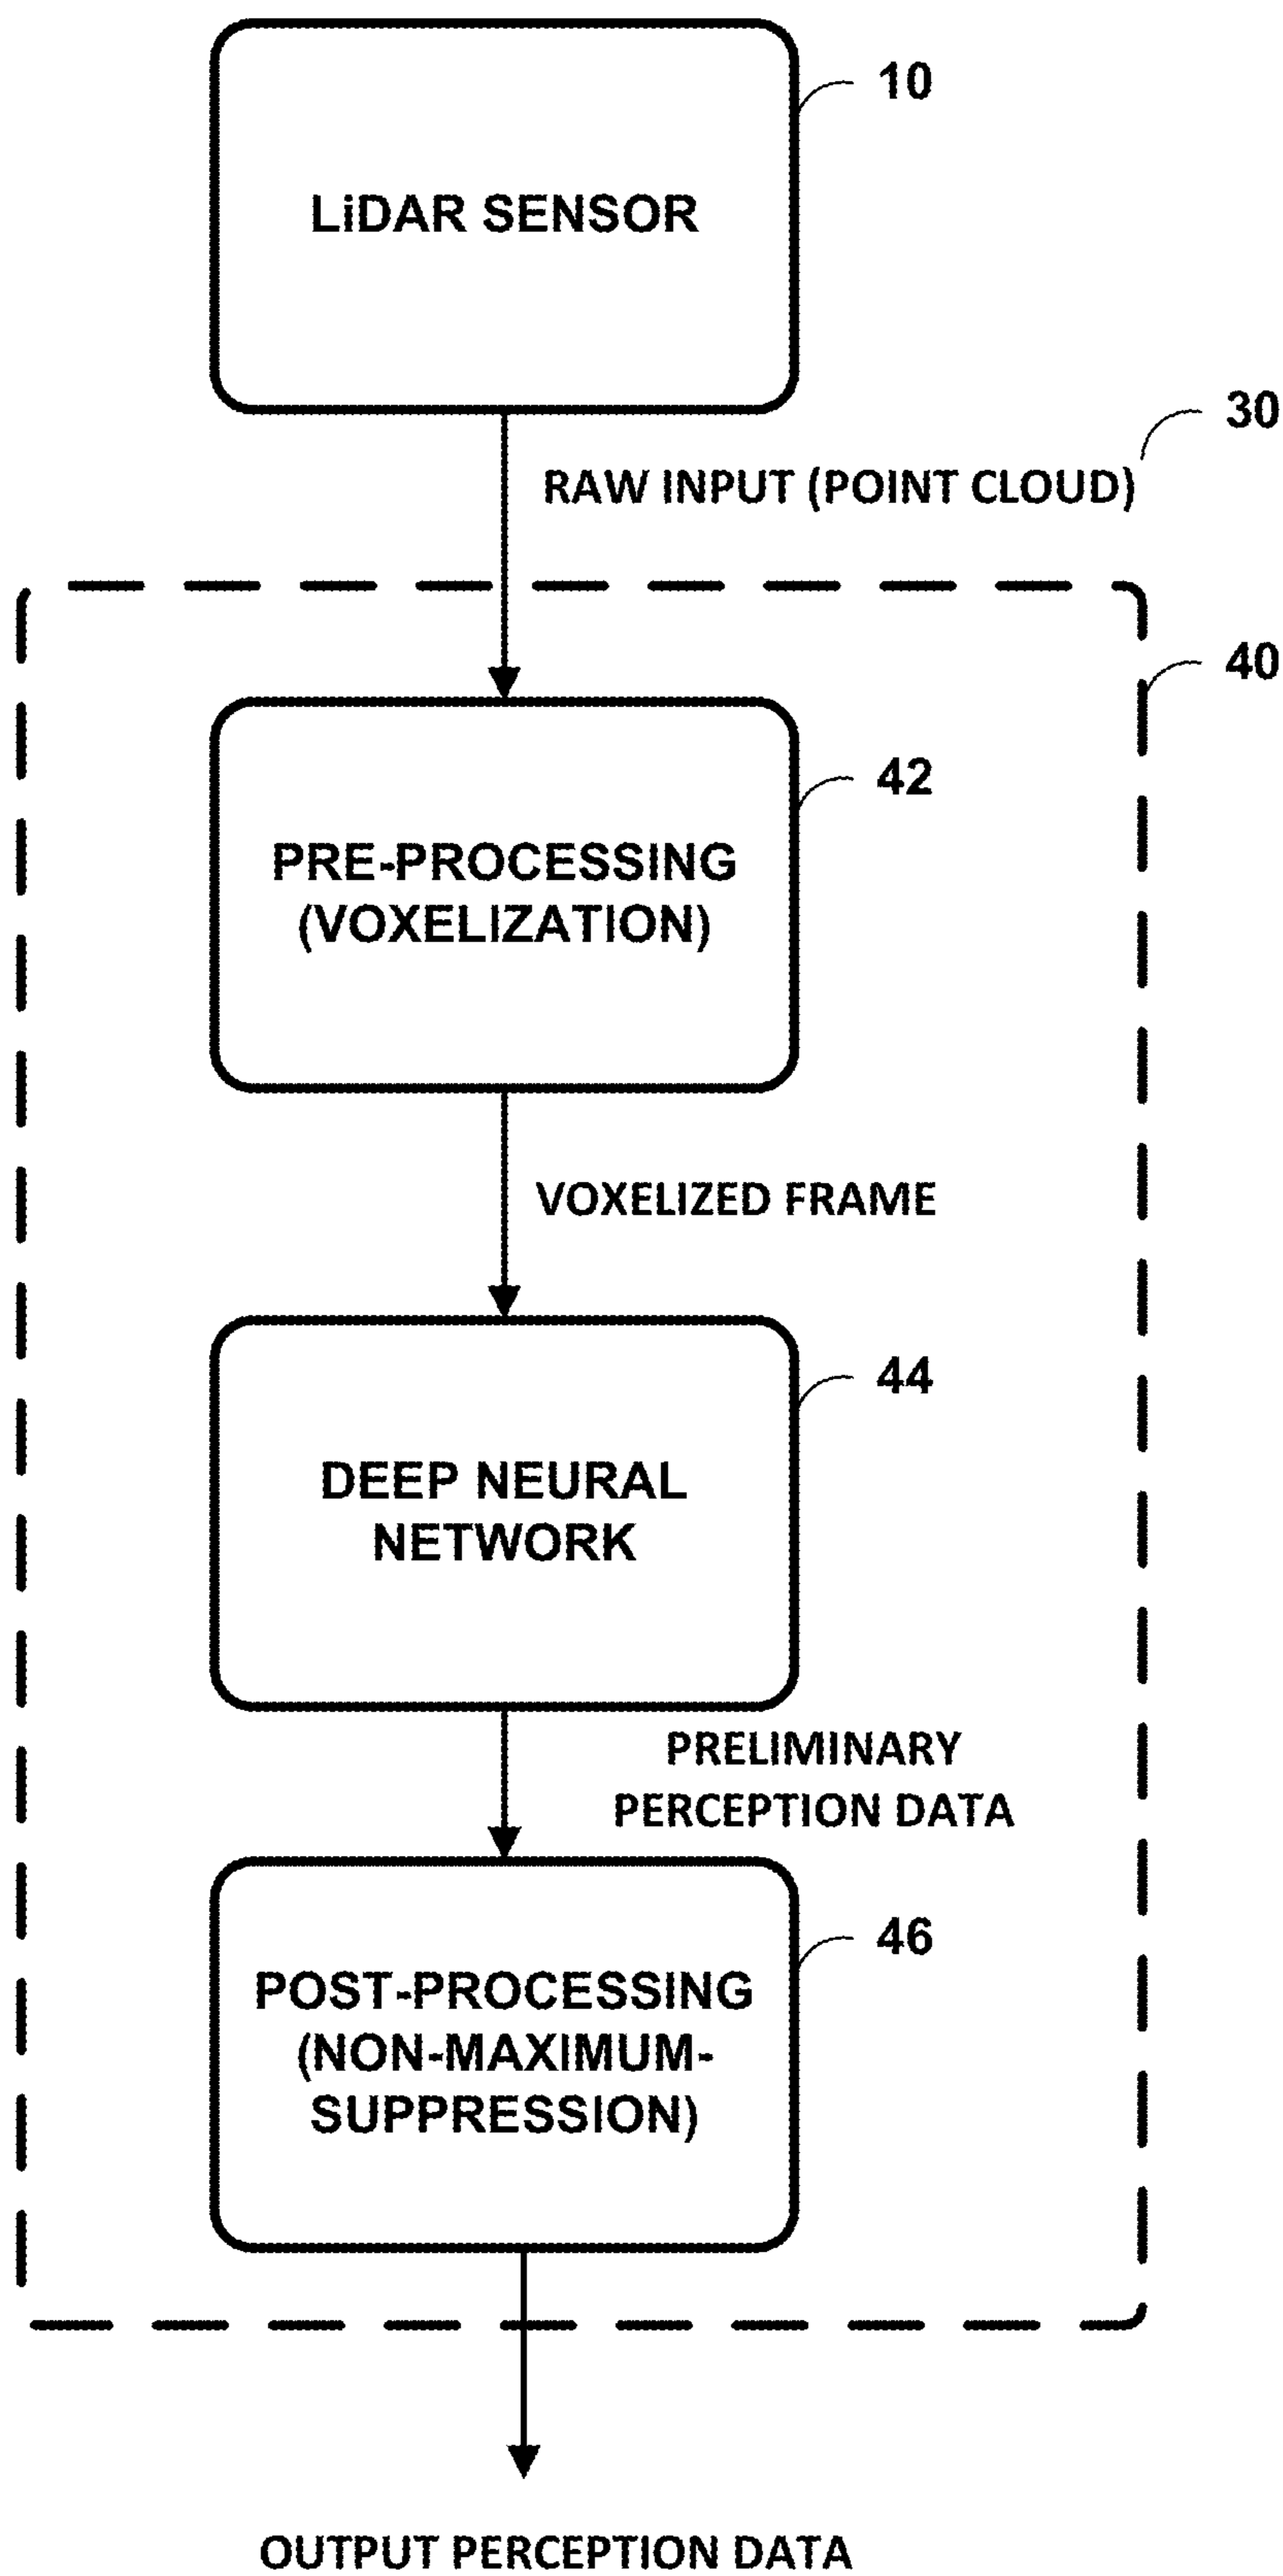 10
LiDAR SENSOR
30
RAW INPUT (POINT CLOUD)
40
42
PRE-PROCESSING
(VOXELIZATION)
VOXELIZED FRAME
44
DEEP NEURAL
NETWORK
PRELIMINARY
PERCEPTION DATA
46
POST-PROCESSING
(NON-MAXIMUM-
SUPPRESSION)
OUTPUT PERCEPTION DATA